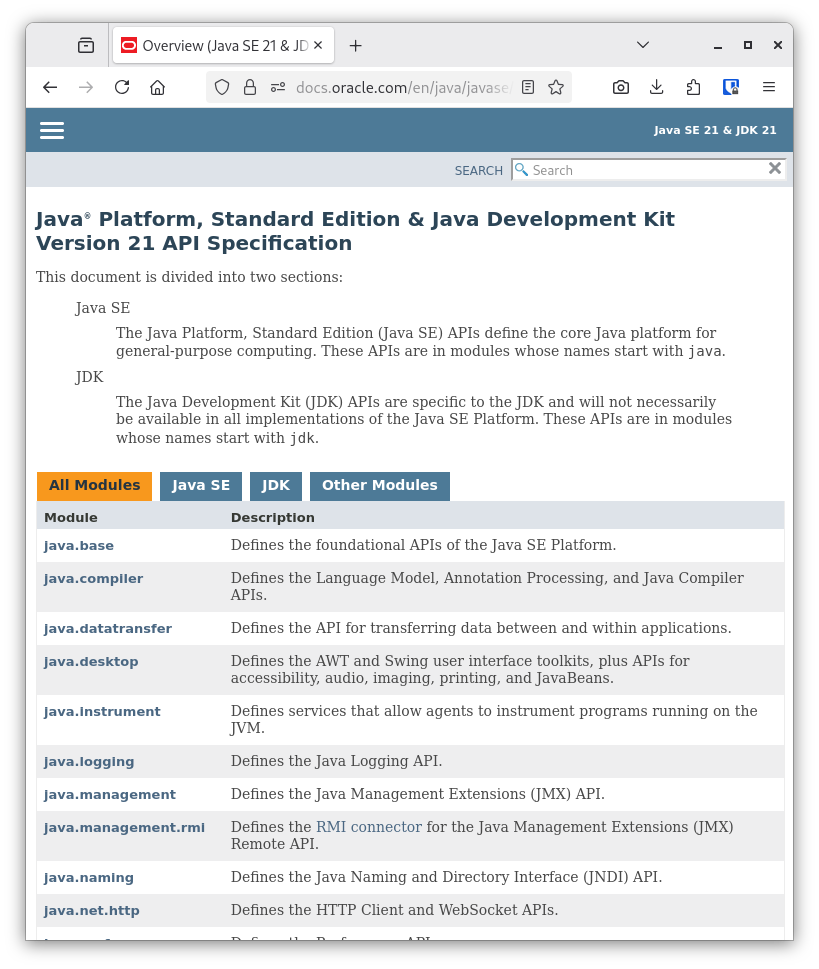 Overview (Java SE 21 & JD
docs.oracle.com/en/java/javase/
Java SE 21 & JDK 21
SEARCH Search
Java® Platform, Standard Edition & Java Development Kit
Version 21 API Specification
This document is divided into two sections:
Java SE
The Java Platform, Standard Edition (Java SE) APIs define the core Java platform for
general-purpose computing. These APIs are in modules whose names start with java.
JDK
The Java Development Kit (JDK) APIs are specific to the JDK and will not necessarily
be available in all implementations of the Java SE Platform. These APIs are in modules
whose names start with jdk.
All Modules Java SE JDK Other Modules
Module Description
java.base Defines the foundational APIs of the Java SE Platform.
java.compiler Defines the Language Model, Annotation Processing, and Java Compiler
APIs.
java.datatransfer Defines the API for transferring data between and within applications.
java.desktop Defines the AWT and Swing user interface toolkits, plus APIs for
accessibility, audio, imaging, printing, and JavaBeans.
java.instrument Defines services that allow agents to instrument programs running on the
JVM.
java.logging Defines the Java Logging API.
java.management Defines the Java Management Extensions (JMX) API.
java.management.rmi Defines the RMI connector for the Java Management Extensions (JMX)
Remote API.
java.naming Defines the Java Naming and Directory Interface (JNDI) API.
java.net.http Defines the HTTP Client and WebSocket APIs.